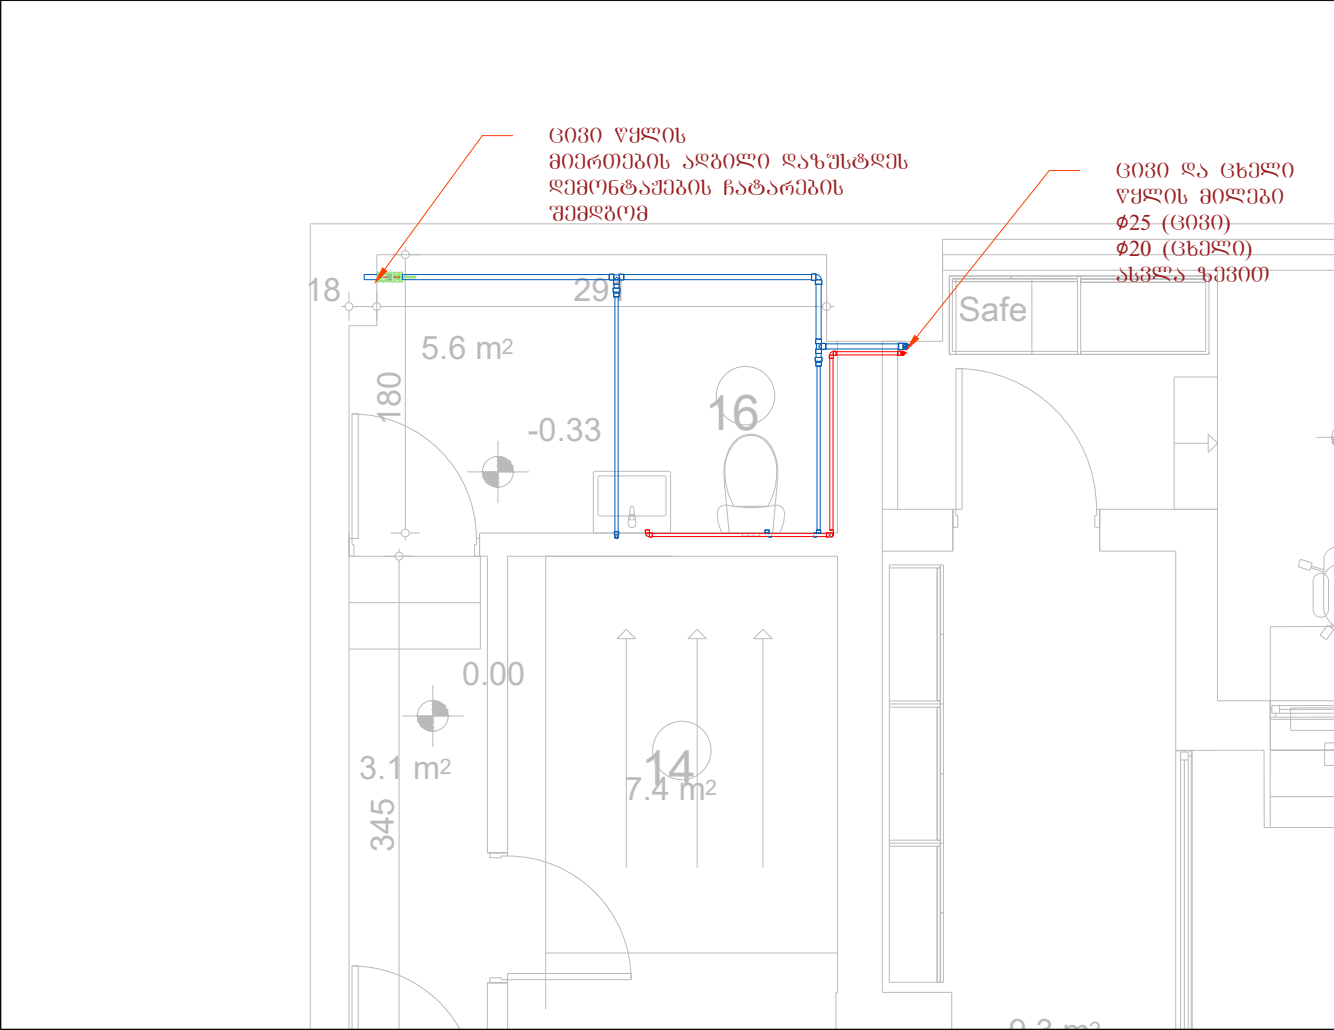 ცივი წყლის
მიერთების ადგილი დაზუსტდეს
დემონტაჟების ჩატარების
შემდგომ
ცივი და ცხელი
წყლის მილები
ϕ25 (ცივი)
ϕ20 (ცხელი)
ასვლა ზევით
18
29
Safe
5.6 m²
180
-0.33
16
0.00
14
7.4 m²
3.1 m²
345